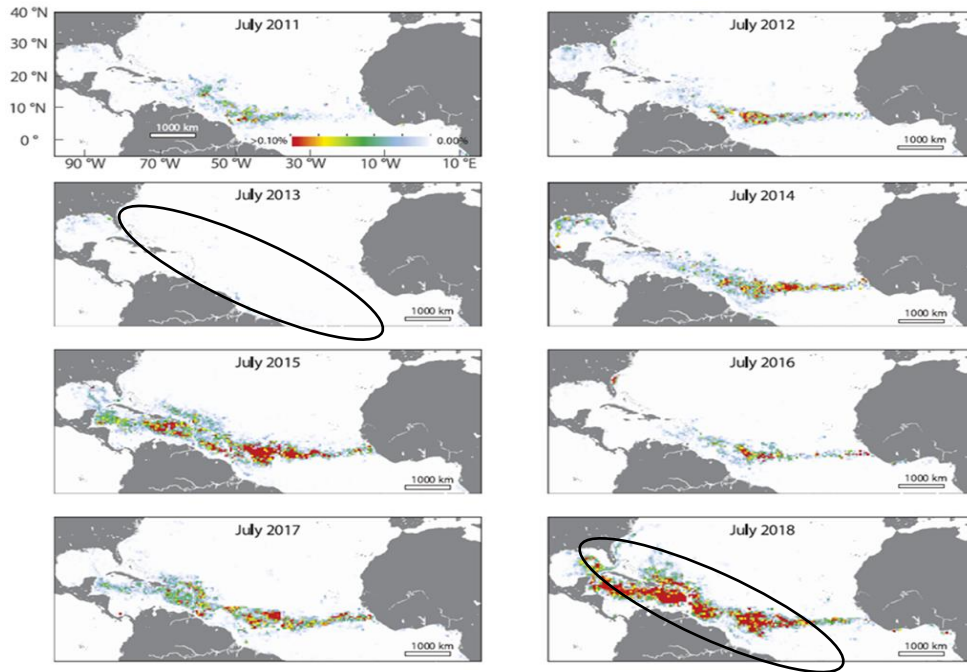 40 °N
30 °N
20 °N
10 °N
0 °
90 °W
70 °W
50 °W
30 °W
10 °W
10 °E
July 2011
1000 km
>0.10%
0.00%
July 2012
1000 km
July 2013
1000 km
July 2014
1000 km
July 2015
1000 km
July 2016
1000 km
July 2017
1000 km
July 2018
1000 km